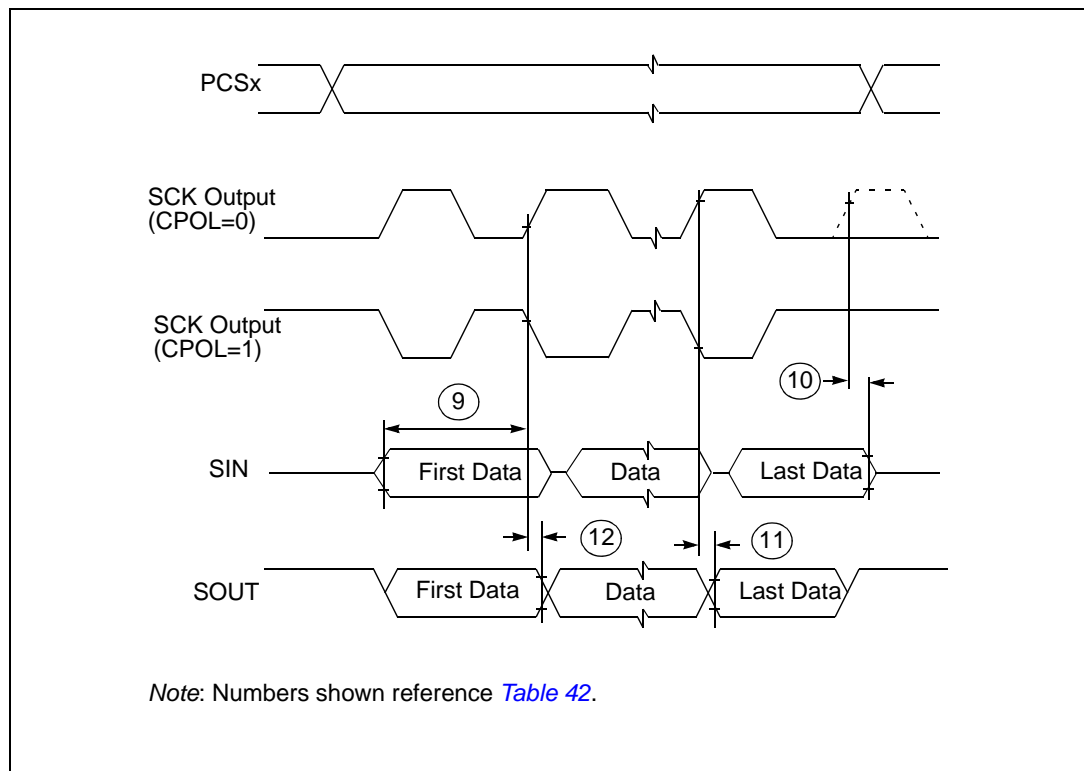 PCSx
SCK Output
(CPOL=0)
SCK Output
(CPOL=1)
10
9
SIN
First Data
Data
Last Data
12
11
SOUT
First Data
Data
Last Data
Note: Numbers shown reference Table 42.